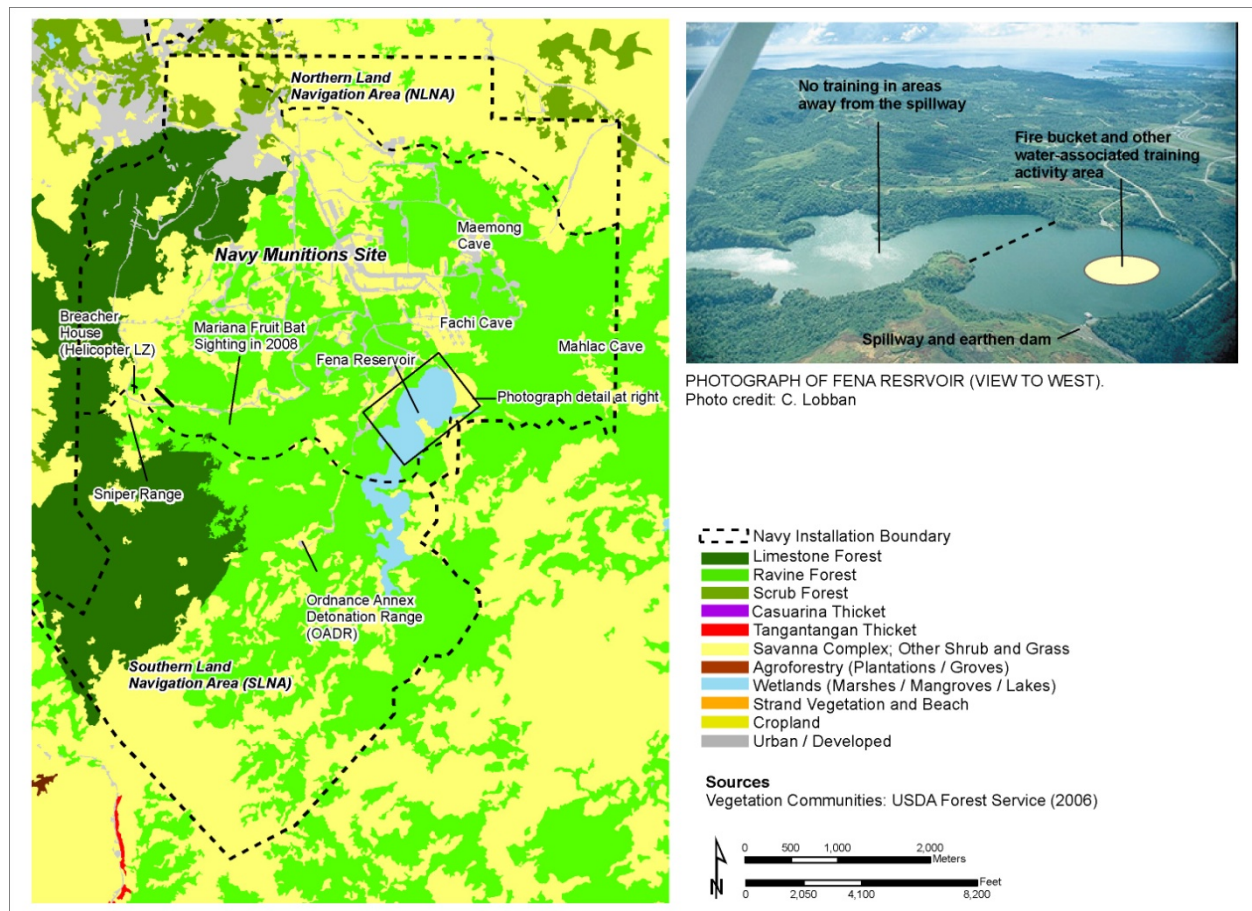 Northern Land
Navigation Area (NLNA)
Navy Munitions Site
Maemong
Cave
Breacher
House
(Helicopter LZ)
Mariana Fruit Bat
Sighting in 2008
Fachi Cave
Fena Reservoir
Mahlac Cave
Photograph detail at right
Sniper Range
Ordnance Annex
Detonation Range
(OADR)
Southern Land
Navigation Area (SLNA)
No training in areas
away from the spillway
Fire bucket and other
water-associated training
activity area
Spillway and earthen dam
PHOTOGRAPH OF FENA RESRVOIR (VIEW TO WEST).
Photo credit: C. Lobban
Navy Installation Boundary
Limestone Forest
Ravine Forest
Scrub Forest
Casuarina Thicket
Tangantangan Thicket
Savanna Complex; Other Shrub and Grass
Agroforestry (Plantations / Groves)
Wetlands (Marshes / Mangroves / Lakes)
Strand Vegetation and Beach
Cropland
Urban / Developed
Sources
Vegetation Communities: USDA Forest Service (2006)
N
0 500 1,000 2,000
Meters
Feet
0 2,050 4,100 8,200